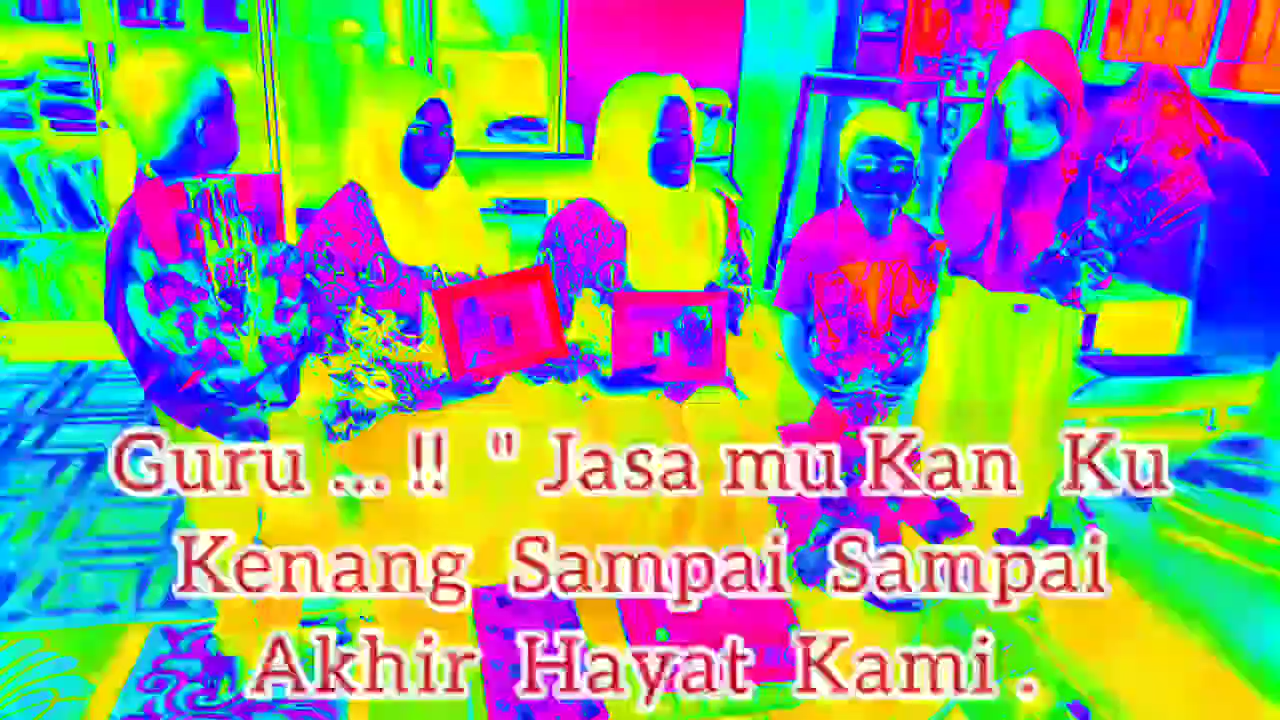 Guru ... !! " Jasa mu Kan Ku
Kenang Sampai Sampai
Akhir Hayat Kami .